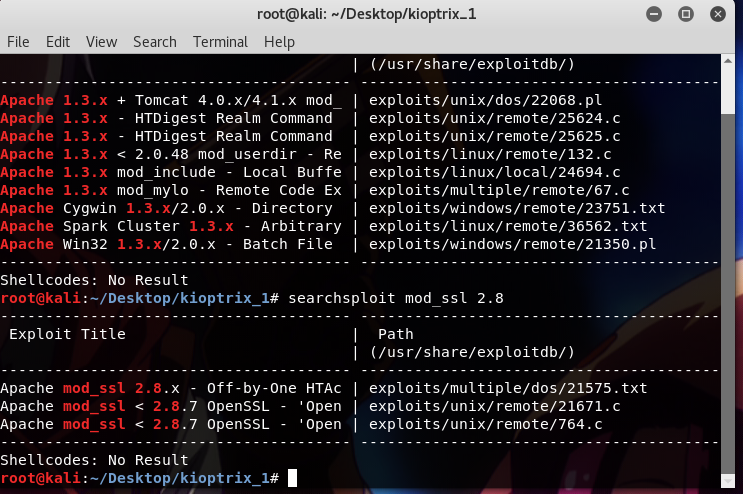 root@kali: ~/Desktop/kioptrix_1
File Edit View Search Terminal Help
| (/usr/share/exploitdb/)
--------------------------------------- ----------------------------------------
Apache 1.3.x + Tomcat 4.0.x/4.1.x mod_ | exploits/unix/dos/22068.pl
Apache 1.3.x - HTDigest Realm Command | exploits/unix/remote/25624.c
Apache 1.3.x - HTDigest Realm Command | exploits/unix/remote/25625.c
Apache 1.3.x < 2.0.48 mod_userdir - Re | exploits/linux/remote/132.c
Apache 1.3.x mod_include - Local Buffe | exploits/linux/local/24694.c
Apache 1.3.x mod_mylo - Remote Code Ex | exploits/multiple/remote/67.c
Apache Cygwin 1.3.x/2.0.x - Directory | exploits/windows/remote/23751.txt
Apache Spark Cluster 1.3.x - Arbitrary | exploits/linux/remote/36562.txt
Apache Win32 1.3.x/2.0.x - Batch File | exploits/windows/remote/21350.pl
--------------------------------------- ----------------------------------------
Shellcodes: No Result
root@kali:~/Desktop/kioptrix_1# searchsploit mod_ssl 2.8
--------------------------------------- ----------------------------------------
Exploit Title | Path
| (/usr/share/exploitdb/)
--------------------------------------- ----------------------------------------
Apache mod_ssl 2.8.x - Off-by-One HTAc | exploits/multiple/dos/21575.txt
Apache mod_ssl < 2.8.7 OpenSSL - 'Open | exploits/unix/remote/21671.c
Apache mod_ssl < 2.8.7 OpenSSL - 'Open | exploits/unix/remote/764.c
--------------------------------------- ----------------------------------------
Shellcodes: No Result
root@kali:~/Desktop/kioptrix_1#